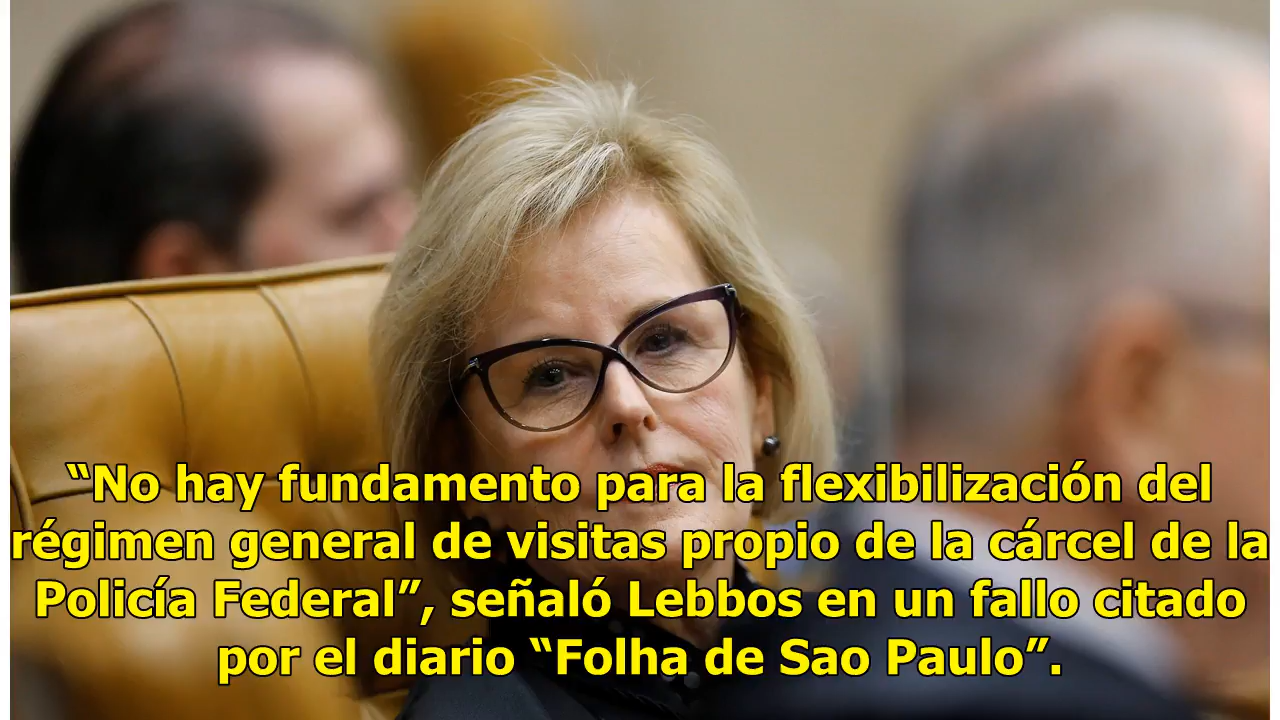 “No hay fundamento para la flexibilización del
régimen general de visitas propio de la cárcel de la
Policía Federal”, señaló Lebbos en un fallo citado
por el diario “Folha de Sao Paulo”.